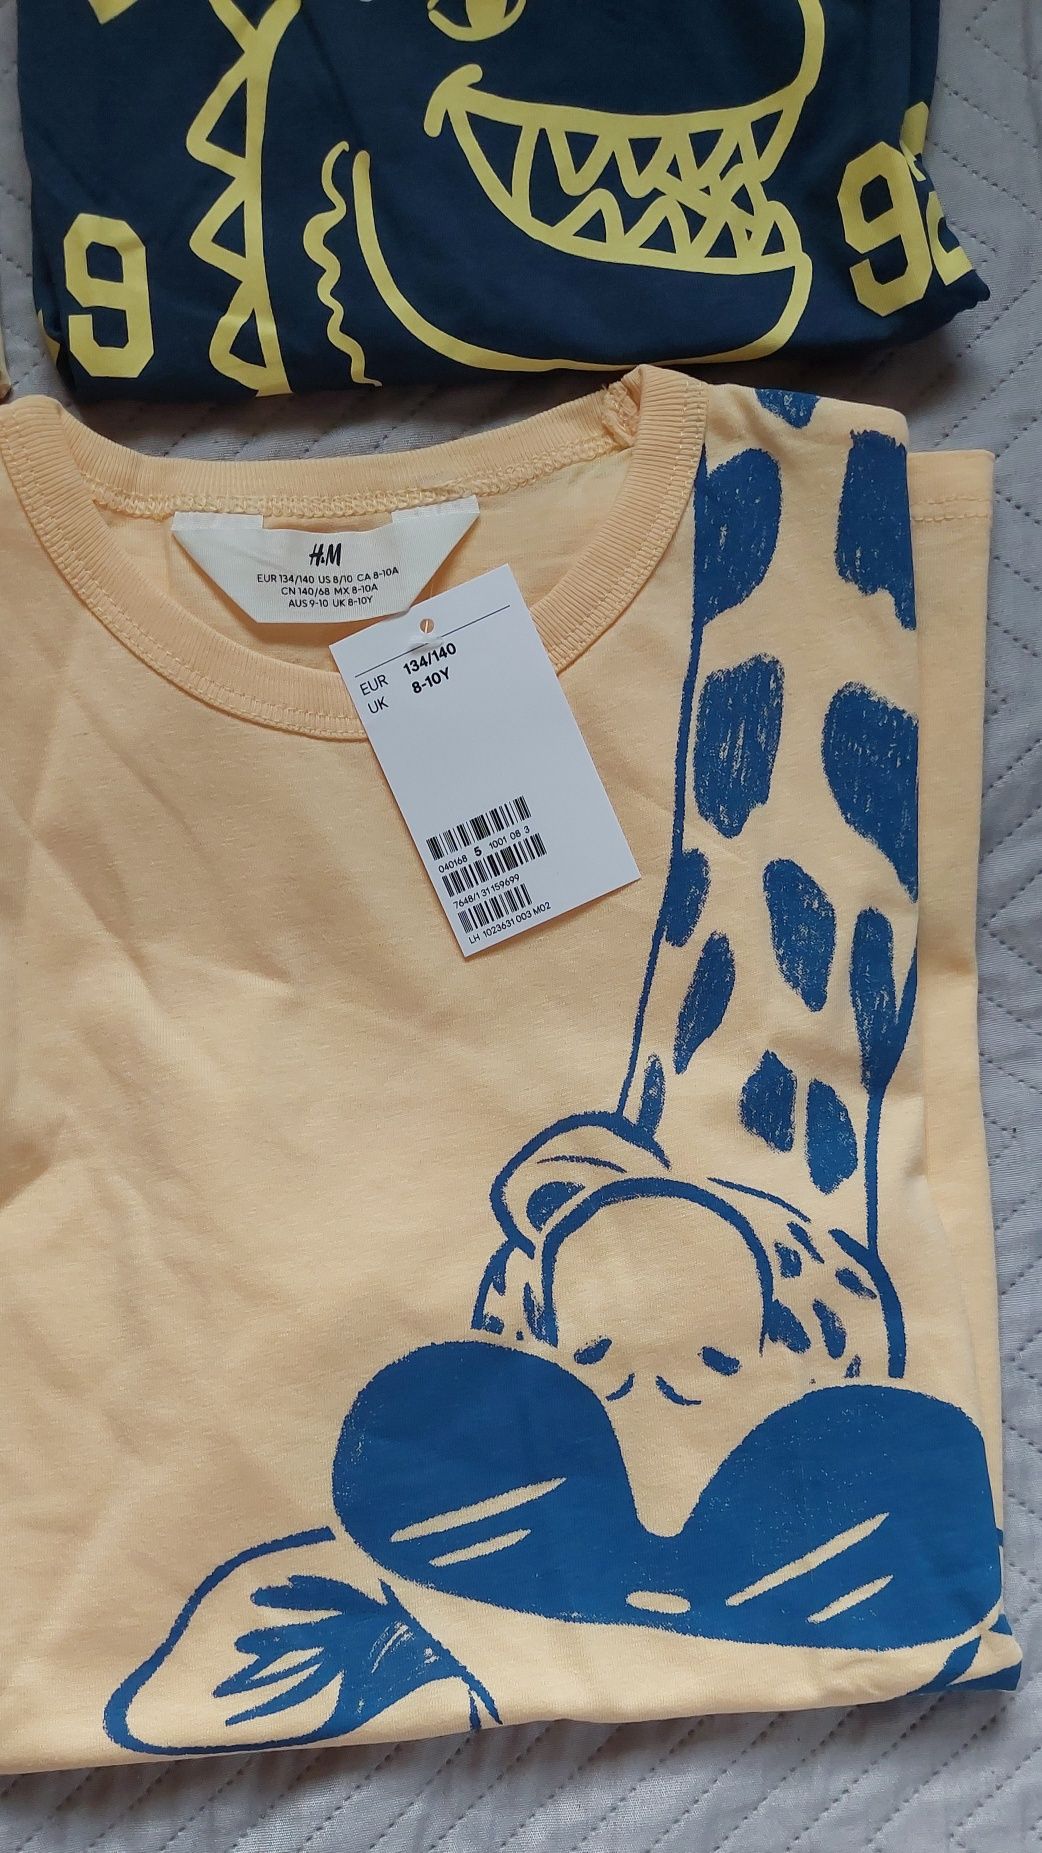 9
92
H&M
EUR 134/140 US 8/10 CA 8-10A
CN 140/68 MX 8-10A
AUS 9-10 UK 8-10Y
EUR 134/140
UK 8-10Y
040168 5 1001 08 3
7648/1 31159699
LH 1023631 003 M02